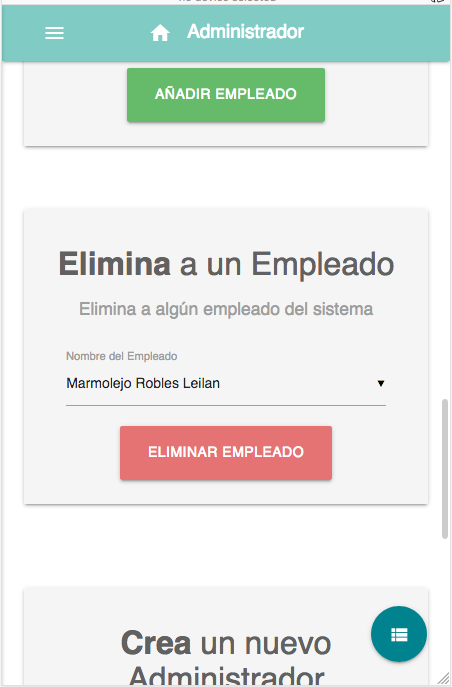 Administrador
AÑADIR EMPLEADO
Elimina a un Empleado
Elimina a algún empleado del sistema
Nombre del Empleado
Marmolejo Robles Leilan
ELIMINAR EMPLEADO
Crea un nuevo
Administrador